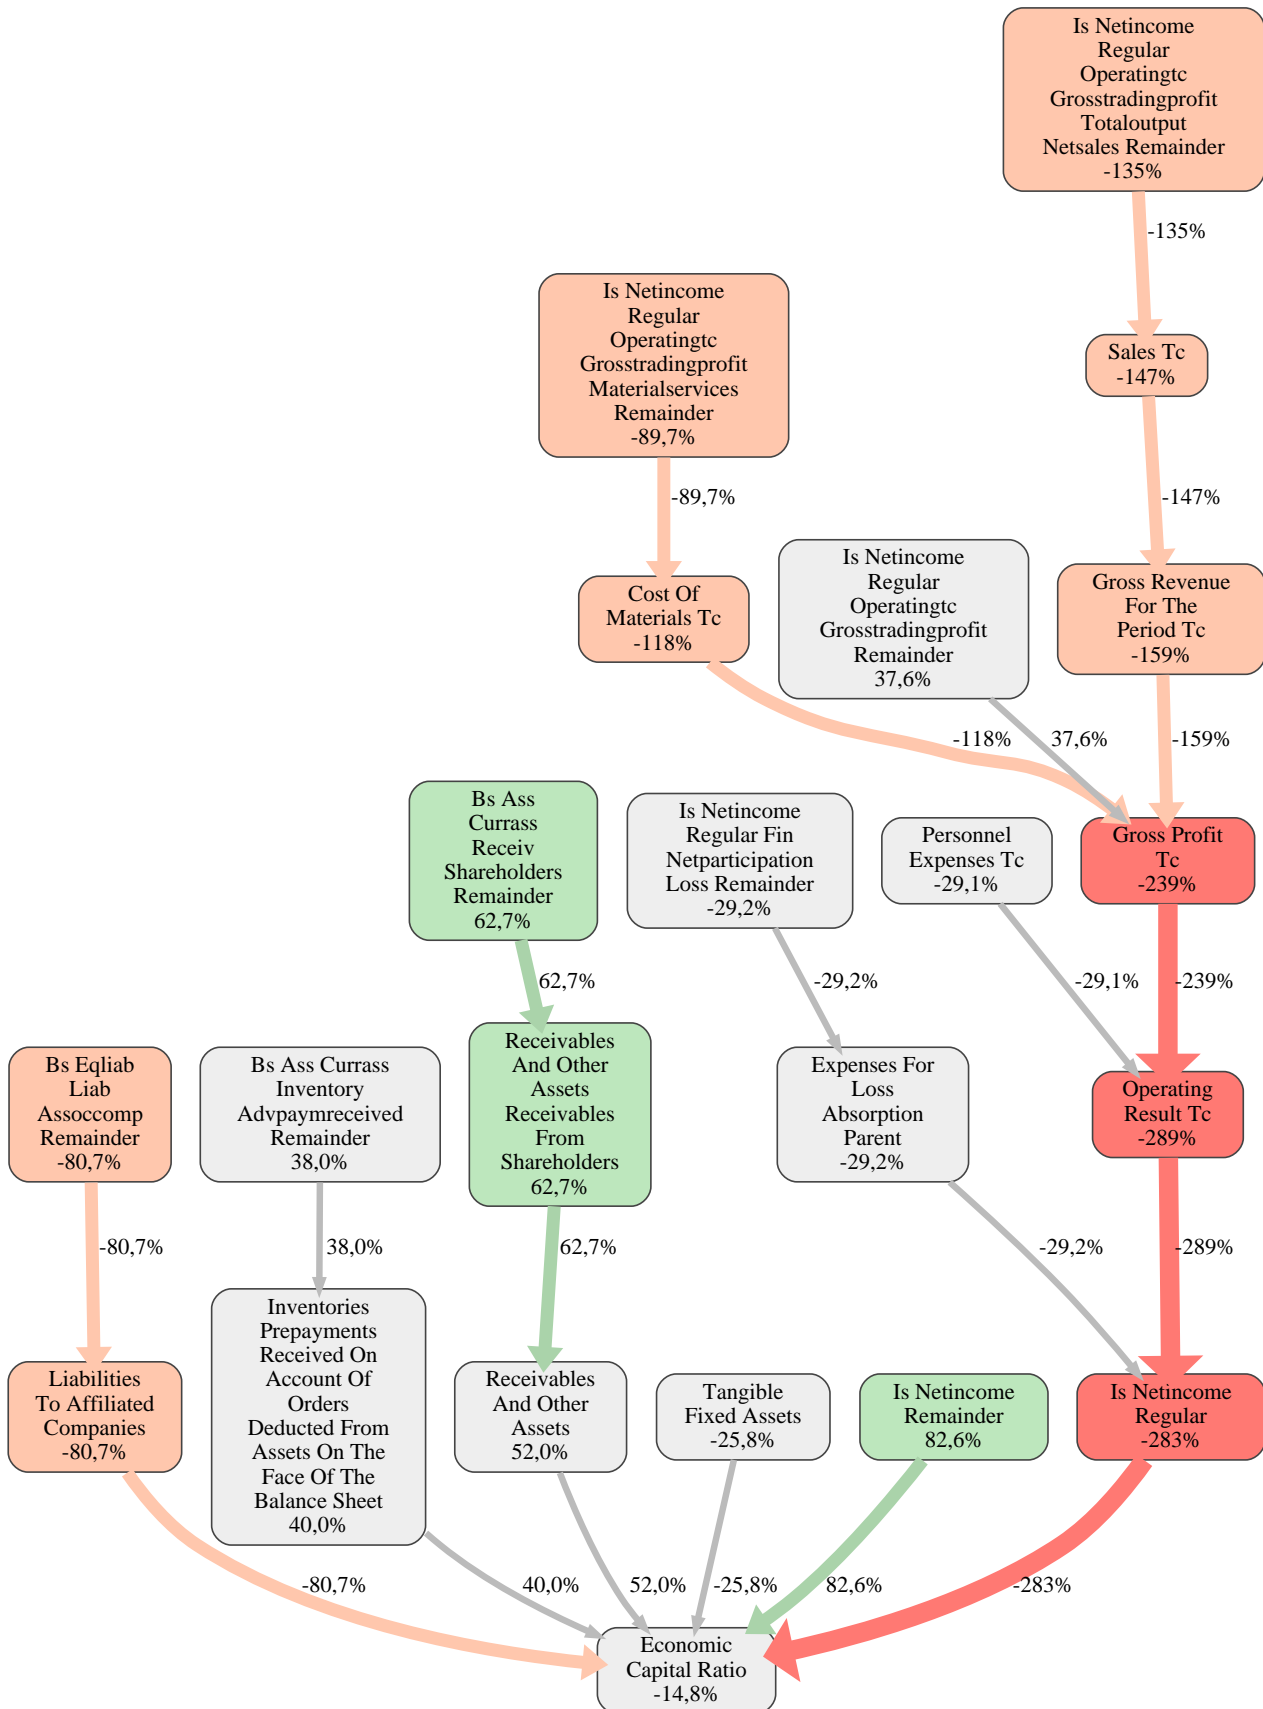 Is Netincome
Regular
Operatingtc
Grosstradingprofit
Totaloutput
Netsales Remainder
-135%
-135%
Is Netincome
Regular
Operatingtc
Grosstradingprofit
Materialservices
Remainder
-89,7%
Sales Tc
-147%
-89,7%
-147%
Is Netincome
Regular
Operatingtc
Grosstradingprofit
Remainder
37,6%
Cost Of
Materials Tc
-118%
Gross Revenue
For The
Period Tc
-159%
-118%
37,6%
-159%
Bs Ass
Currass
Receiv
Shareholders
Remainder
62,7%
Is Netincome
Regular Fin
Netparticipation
Loss Remainder
-29,2%
Personnel
Expenses Tc
-29,1%
Gross Profit
Tc
-239%
62,7%
-29,2%
-29,1%
-239%
Bs Eqliab
Liab
Assoccomp
Remainder
-80,7%
Bs Ass Currass
Inventory
Advpaymreceived
Remainder
38,0%
Receivables
And Other
Assets
Receivables
From
Shareholders
62,7%
Expenses For
Loss
Absorption
Parent
-29,2%
Operating
Result Tc
-289%
-80,7%
38,0%
62,7%
-29,2%
-289%
Liabilities
To Affiliated
Companies
-80,7%
Inventories
Prepayments
Received On
Account Of
Orders
Deducted From
Assets On The
Face Of The
Balance Sheet
40,0%
Receivables
And Other
Assets
52,0%
Tangible
Fixed Assets
-25,8%
Is Netincome
Remainder
82,6%
Is Netincome
Regular
-283%
-80,7%
40,0%
52,0%
-25,8%
82,6%
-283%
Economic
Capital Ratio
-14,8%